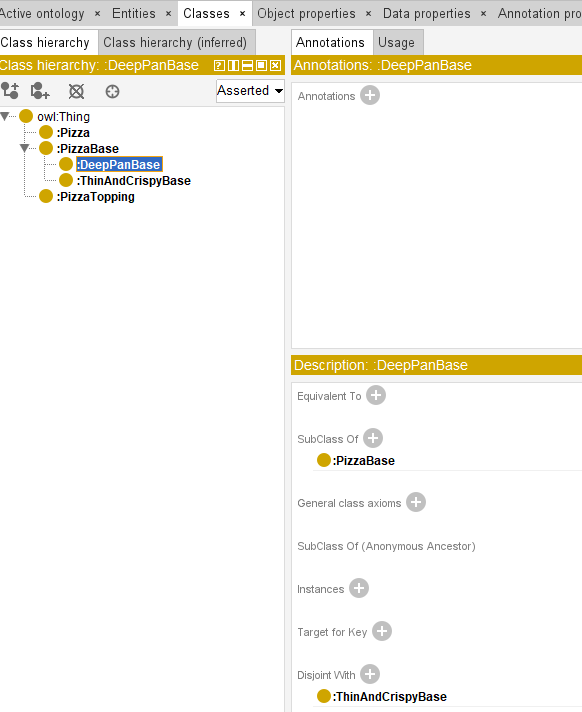 Active ontology × Entities × Classes × Object properties × Data properties × Annotation pro
Class hierarchy Class hierarchy (inferred)
Class hierarchy: :DeepPanBase
Asserted
owl:Thing
:Pizza
:PizzaBase
:DeepPanBase
:ThinAndCrispyBase
:PizzaTopping
Annotations Usage
Annotations: :DeepPanBase
Annotations
Description: :DeepPanBase
Equivalent To
SubClass Of
:PizzaBase
General class axioms
SubClass Of (Anonymous Ancestor)
Instances
Target for Key
Disjoint With
:ThinAndCrispyBase